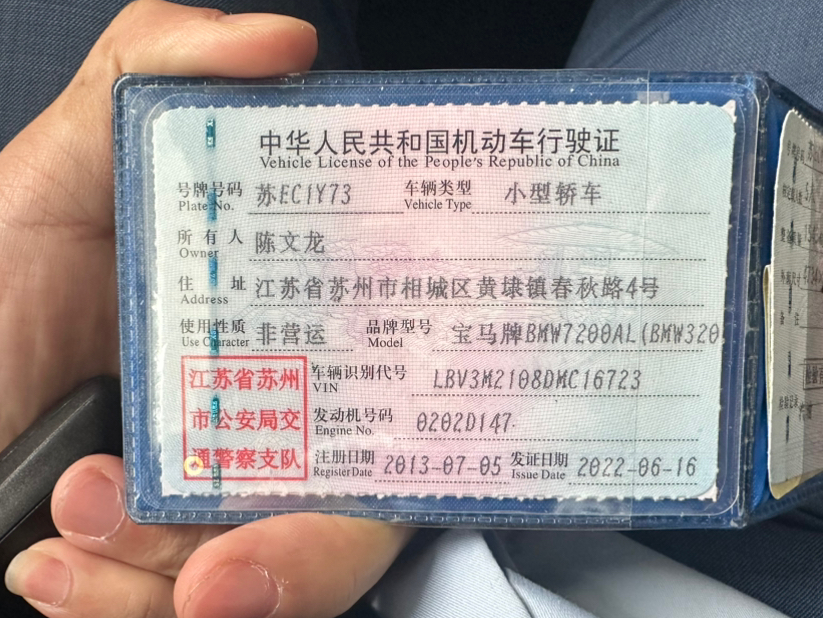 中华人民共和国机动车行驶证
Vehicle License of the People's Republic of China
号牌号码 苏EC1Y73 车辆类型 小型轿车
Plate No. Vehicle Type
所有人 陈文龙
Owner
住址 江苏省苏州市相城区黄埭镇春秋路4号
Address
使用性质 非营运 品牌型号 宝马牌BMW7200AL(BMW320
Use Character Model
江苏省苏州
市公安局交
通警察支队
车辆识别代号 LBV3M2108DMC16723
VIN
发动机号码 0202D147
Engine No.
注册日期 2013-07-05 发证日期 2022-06-16
Register Date Issue Date